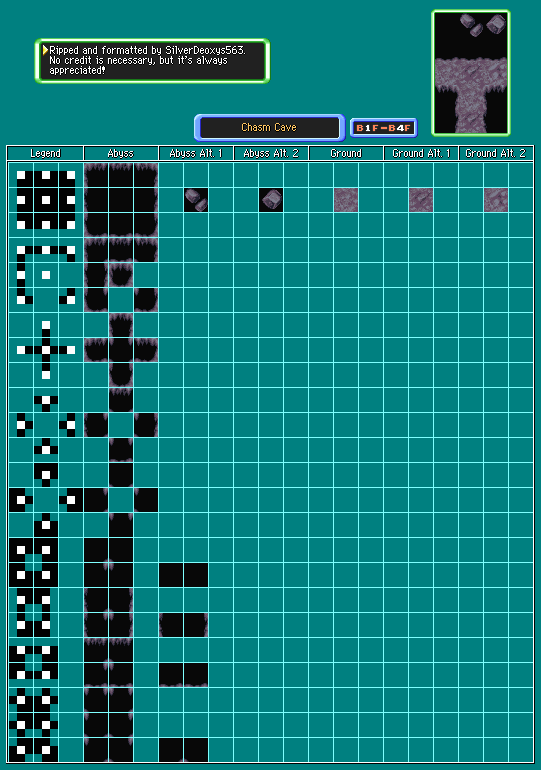 Ripped and formatted by SilverDeoxys563.
No credit is necessary, but it's always
appreciated!
Chasm Cave
B1F-B4F
Legend
Abyss
Abyss Alt. 1
Abyss Alt. 2
Ground
Ground Alt. 1
Ground Alt. 2